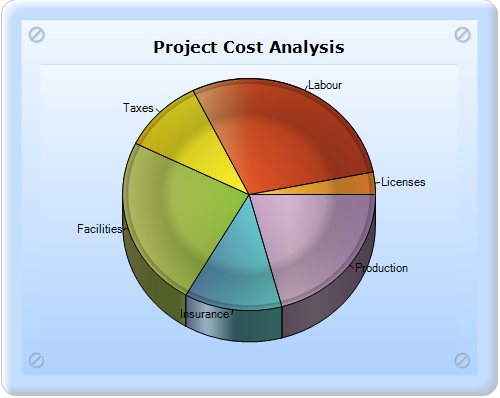 Project Cost Analysis
Labour
Taxes
Licenses
Facilities
Production
Insurance